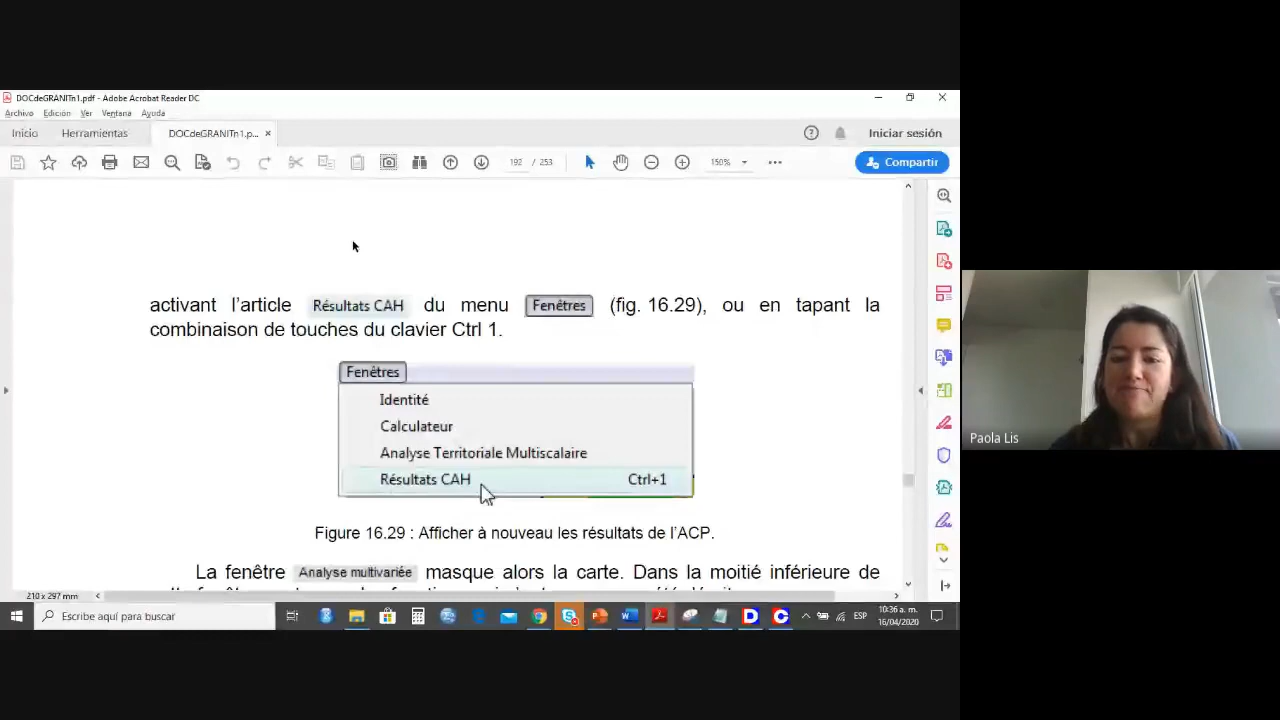 DOCdeGRANITn1.pdf - Adobe Acrobat Reader DC
Archivo Edición Ver Ventana Ayuda
Inicio Herramientas DOCdeGRANITn1.p... × Iniciar sesión
192 / 253 150% Compartir
activant l'article Résultats CAH du menu Fenêtres (fig. 16.29), ou en tapant la
combinaison de touches du clavier Ctrl 1.
Fenêtres
Identité
Calculateur
Analyse Territoriale Multiscalaire
Résultats CAH Ctrl+1
Figure 16.29 : Afficher à nouveau les résultats de l'ACP.
La fenêtre Analyse multivariée masque alors la carte. Dans la moitié inférieure de
210 x 297 mm
Escribe aquí para buscar
ESP
10:36 a. m.
16/04/2020
Paola Lis